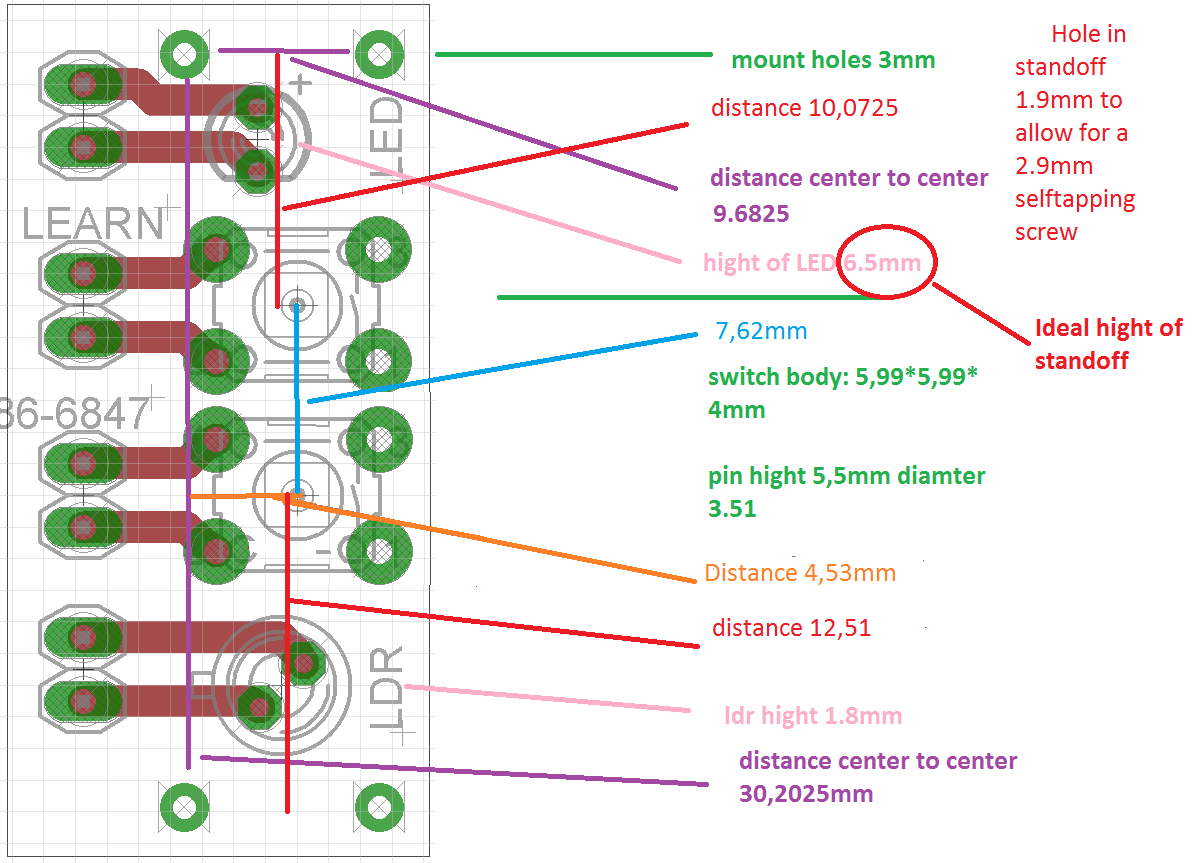 Hole in
standoff
1.9mm to
allow for a
2.9mm
selftapping
screw
mount holes 3mm
distance 10,0725
distance center to center
9.6825
hight of LED 6.5mm
Ideal hight of
standoff
7,62mm
switch body: 5,99*5,99*
4mm
pin hight 5,5mm diamter
3.51
Distance 4,53mm
distance 12,51
ldr hight 1.8mm
distance center to center
30,2025mm
+
LED
LEARN
86-6847
LDR